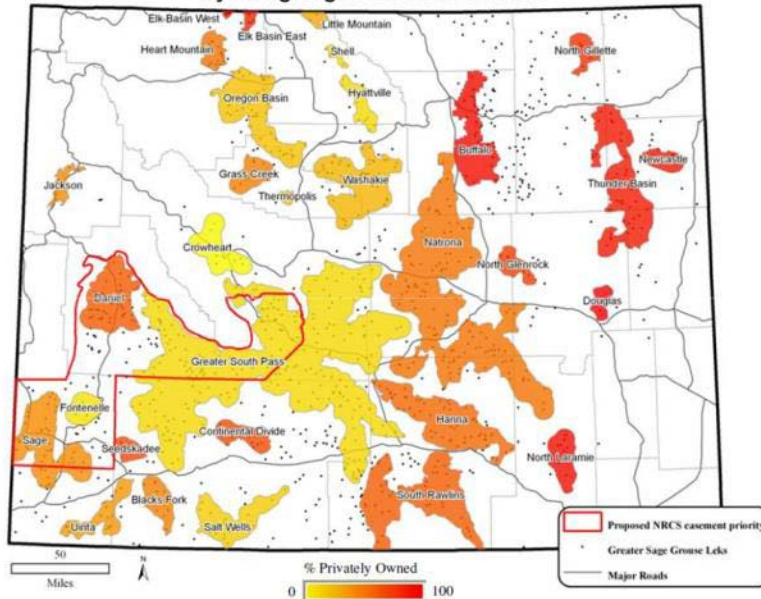 Elk Basin West
Little Mountain
Elk Basin East
Heart Mountain
Shell
North Gillette
Oregon Basin
Hyattville
Buffalo
Newcastle
Grass Creek
Washakie
Jackson
Thermopolis
Thunder Basin
Crowheart
Natrona
North Glenrock
Daniel
Douglas
Greater South Pass
Fontenelle
Continental Divide
Hanna
Sage
Seedskadee
North Laramie
Blacks Fork
South Rawlins
Uinta
Salt Wells
Proposed NRCS easement priority
Greater Sage Grouse Leks
Major Roads
50
Miles
N
% Privately Owned
0
100